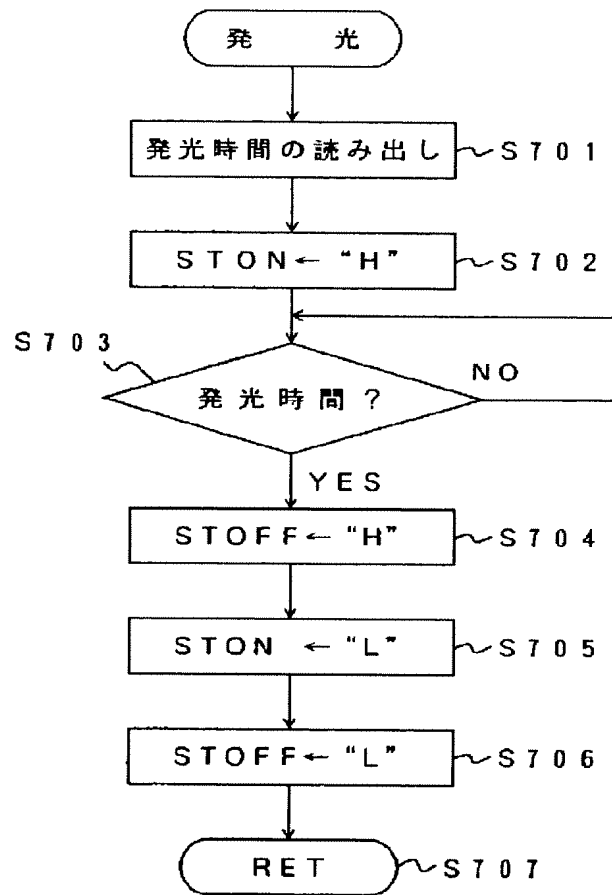 発光
発光時間の読み出し S701
STON←“H” S702
S703
発光時間？ NO
YES
STOFF←“H” S704
STON ←“L” S705
STOFF←“L” S706
RET S707